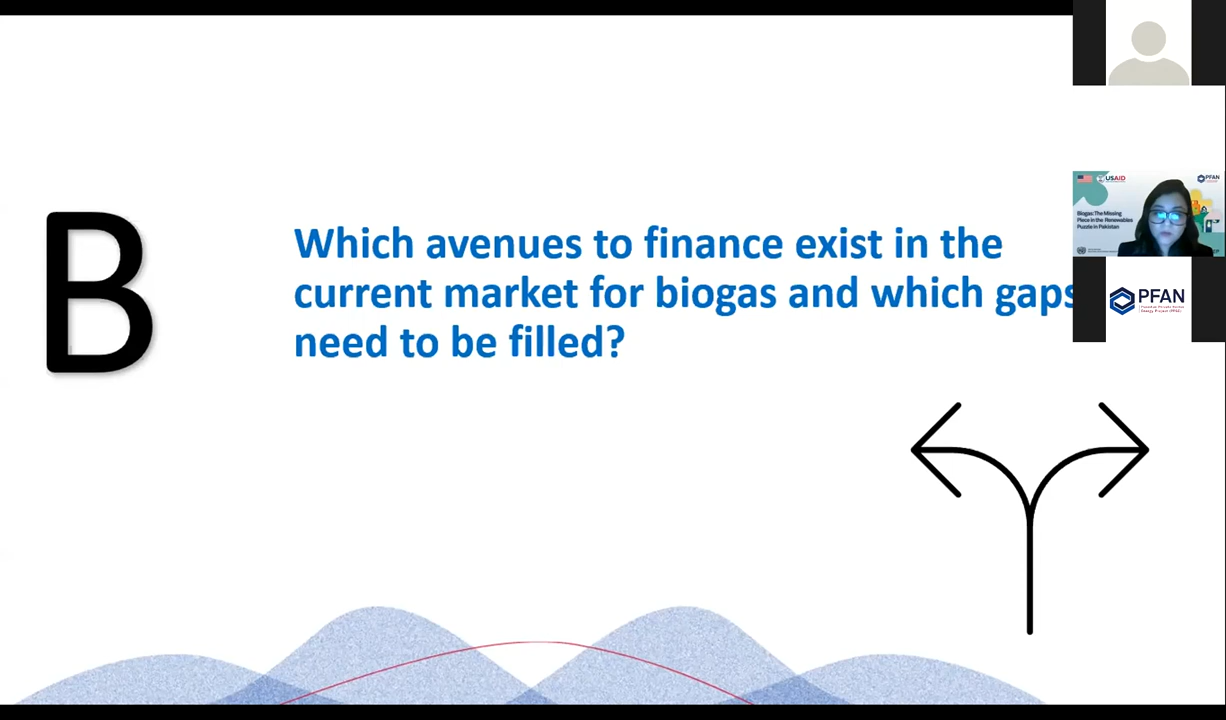 B
Which avenues to finance exist in the
current market for biogas and which gaps
need to be filled?
USAID
PFAN
Biogas: The Missing
Piece in the Renewables
Puzzle in Pakistan
PFAN